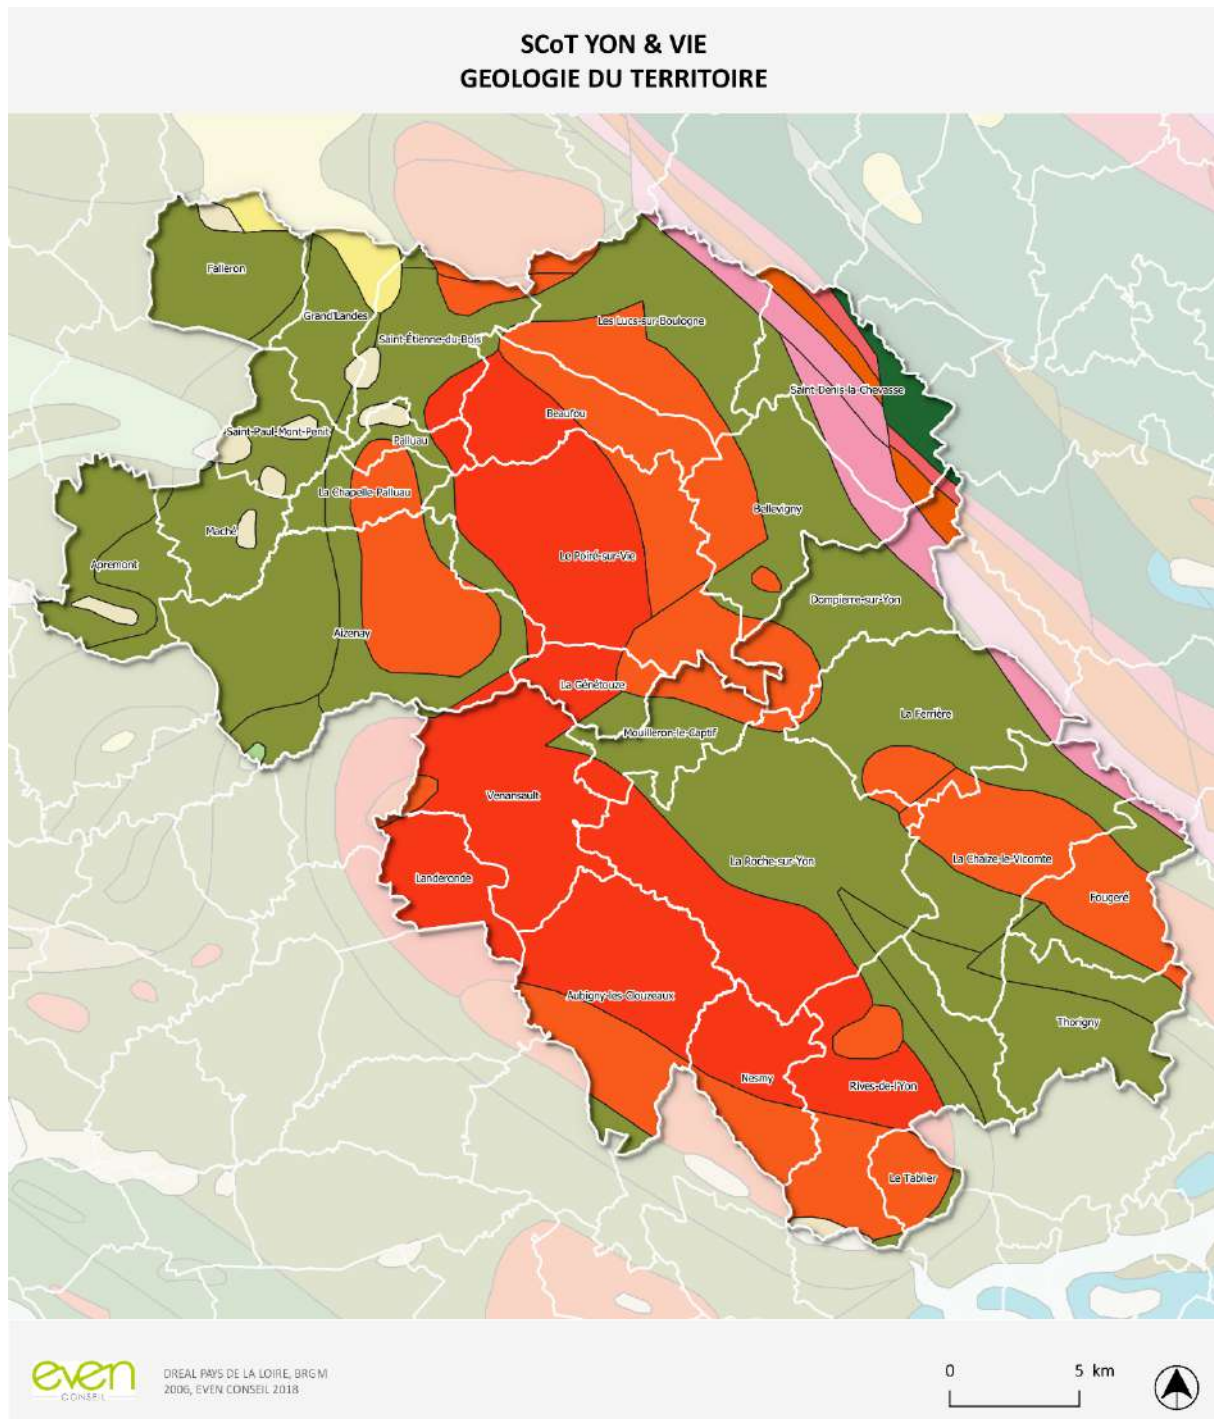 SCoT YON & VIE
GEOLOGIE DU TERRITOIRE
Falleron
Grand'Landes
Saint-Étienne-du-Bois
Les Lucs-sur-Boulogne
Saint-Denis-la-Chevasse
Beaufou
Saint-Paul-Mont-Penit
Palluau
La Chapelle-Palluau
Bellevigny
Maché
Le Poiré-sur-Vie
Apremont
Dompierre-sur-Yon
Aizenay
La Génétouze
La Ferrière
Mouilleron-le-Captif
Venansault
La Roche-sur-Yon
La Chaize-le-Vicomte
Landeronde
Fougeré
Aubigny-les-Clouzeaux
Thorigny
Nesmy
Rives-de-l'Yon
Le Tablier
even
CONSEIL
DREAL PAYS DE LA LOIRE, BRGM
2006, EVEN CONSEIL 2018
0 5 km